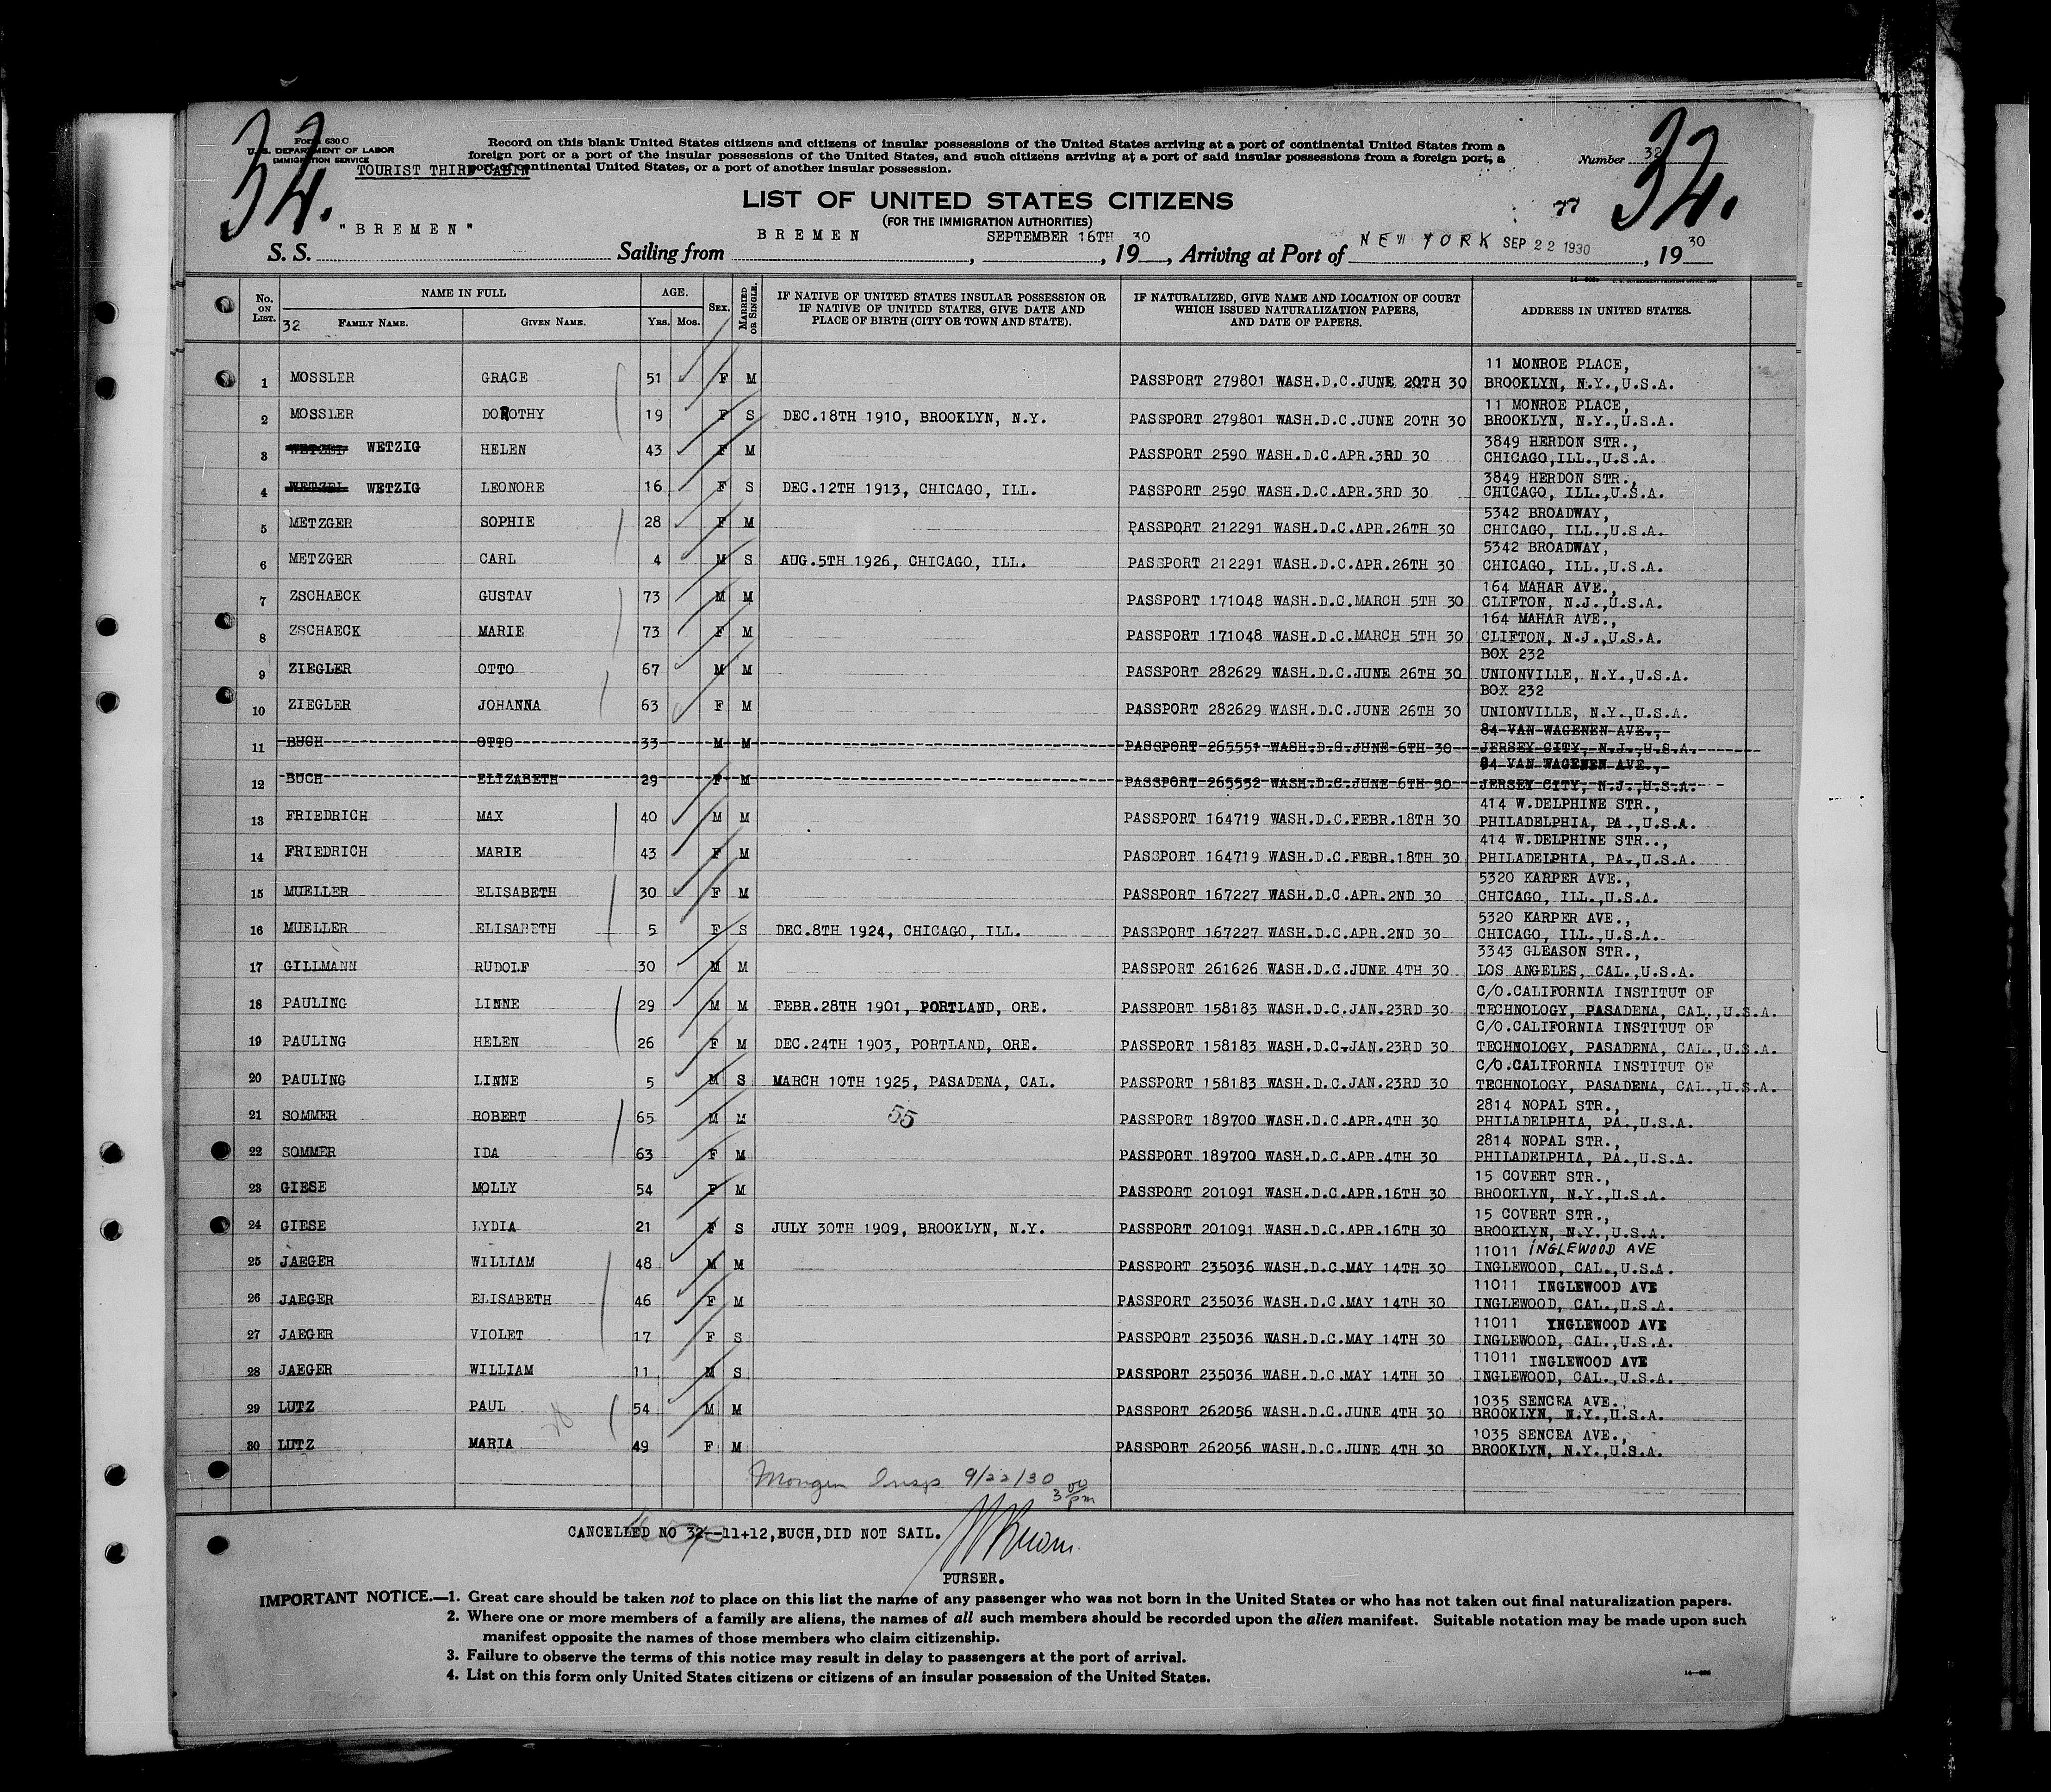 32.
32.
Form 630 C
U. S. DEPARTMENT OF LABOR
IMMIGRATION SERVICE
TOURIST THIRD CABIN
Record on this blank United States citizens and citizens of insular possessions of the United States arriving at a port of continental United States from a
foreign port or a port of the insular possessions of the United States, and such citizens arriving at a port of said insular possessions from a foreign port, a
port of continental United States, or a port of another insular possession.
Number 32
LIST OF UNITED STATES CITIZENS
(FOR THE IMMIGRATION AUTHORITIES)
S. S. "BREMEN" Sailing from BREMEN, SEPTEMBER 16TH, 19 30, Arriving at Port of NEW YORK SEP 22 1930, 19 30
No. ON LIST. NAME IN FULL AGE. SEX. MARRIED OR SINGLE. IF NATIVE OF UNITED STATES INSULAR POSSESSION OR IF NATIVE OF UNITED STATES, GIVE DATE AND PLACE OF BIRTH (CITY OR TOWN AND STATE). IF NATURALIZED, GIVE NAME AND LOCATION OF COURT WHICH ISSUED NATURALIZATION PAPERS, AND DATE OF PAPERS. ADDRESS IN UNITED STATES.
32 FAMILY NAME. GIVEN NAME. Yrs. Mos.
1 MOSSLER GRACE 51 F M PASSPORT 279801 WASH.D.C.JUNE 20TH 30 11 MONROE PLACE, BROOKLYN, N.Y.,U.S.A.
2 MOSSLER DOROTHY 19 F S DEC.18TH 1910, BROOKLYN, N.Y. PASSPORT 279801 WASH.D.C.JUNE 20TH 30 11 MONROE PLACE, BROOKLYN, N.Y.,U.S.A.
3 WETZEL WETZIG HELEN 43 F M PASSPORT 2590 WASH.D.C.APR.3RD 30 3849 HERDON STR., CHICAGO,ILL.,U.S.A.
4 WETZEL WETZIG LEONORE 16 F S DEC.12TH 1913, CHICAGO, ILL. PASSPORT 2590 WASH.D.C.APR.3RD 30 3849 HERDON STR., CHICAGO, ILL.,U.S.A.
5 METZGER SOPHIE 28 F M PASSPORT 212291 WASH.D.C.APR.26TH 30 5342 BROADWAY, CHICAGO, ILL.,U.S.A.
6 METZGER CARL 4 M S AUG.5TH 1926, CHICAGO, ILL. PASSPORT 212291 WASH.D.C.APR.26TH 30 5342 BROADWAY, CHICAGO, ILL.,U.S.A.
7 ZSCHAECK GUSTAV 73 M M PASSPORT 171048 WASH.D.C.MARCH 5TH 30 164 MAHAR AVE., CLIFTON, N.J.,U.S.A.
8 ZSCHAECK MARIE 73 F M PASSPORT 171048 WASH.D.C.MARCH 5TH 30 164 MAHAR AVE., CLIFTON, N.J.,U.S.A.
9 ZIEGLER OTTO 67 M M PASSPORT 282629 WASH.D.C.JUNE 26TH 30 BOX 232 UNIONVILLE, N.Y.,U.S.A.
10 ZIEGLER JOHANNA 63 F M PASSPORT 282629 WASH.D.C.JUNE 26TH 30 BOX 232 UNIONVILLE, N.Y.,U.S.A.
11 BUCH OTTO 33 M M PASSPORT 265551 WASH.D.C.JUNE 6TH 30 84 VAN WAGENEN AVE., JERSEY CITY, N.J.,U.S.A.
12 BUCH ELIZABETH 29 F M PASSPORT 265552 WASH.D.C.JUNE 6TH 30 84 VAN WAGENEN AVE., JERSEY CITY, N.J.,U.S.A.
13 FRIEDRICH MAX 40 M M PASSPORT 164719 WASH.D.C.FEBR.18TH 30 414 W.DELPHINE STR., PHILADELPHIA, PA.,U.S.A.
14 FRIEDRICH MARIE 43 F M PASSPORT 164719 WASH.D.C.FEBR.18TH 30 414 W.DELPHINE STR.., PHILADELPHIA, PA.,U.S.A.
15 MUELLER ELISABETH 30 F M PASSPORT 167227 WASH.D.C.APR.2ND 30 5320 KARPER AVE., CHICAGO, ILL.,U.S.A.
16 MUELLER ELISABETH 5 F S DEC.8TH 1924, CHICAGO, ILL. PASSPORT 167227 WASH.D.C.APR.2ND 30 5320 KARPER AVE., CHICAGO, ILL.,U.S.A.
17 GILLMANN RUDOLF 30 M M PASSPORT 261626 WASH.D.C.JUNE 4TH 30 3343 GLEASON STR., LOS ANGELES, CAL.,U.S.A.
18 PAULING LINNE 29 M M FEBR.28TH 1901, PORTLAND, ORE. PASSPORT 158183 WASH.D.C.JAN.23RD 30 C/O.CALIFORNIA INSTITUT OF TECHNOLOGY, PASADENA, CAL.,U.S.A.
19 PAULING HELEN 26 F M DEC.24TH 1903, PORTLAND, ORE. PASSPORT 158183 WASH.D.C.JAN.23RD 30 C/O.CALIFORNIA INSTITUT OF TECHNOLOGY, PASADENA, CAL.,U.S.A.
20 PAULING LINNE 5 M S MARCH 10TH 1925, PASADENA, CAL. PASSPORT 158183 WASH.D.C.JAN.23RD 30 C/O.CALIFORNIA INSTITUT OF TECHNOLOGY, PASADENA, CAL.,U.S.A.
21 SOMMER ROBERT 65 M M 55 PASSPORT 189700 WASH.D.C.APR.4TH 30 2814 NOPAL STR., PHILADELPHIA, PA.,U.S.A.
22 SOMMER IDA 63 F M PASSPORT 189700 WASH.D.C.APR.4TH 30 2814 NOPAL STR., PHILADELPHIA, PA.,U.S.A.
23 GIESE MOLLY 54 F M PASSPORT 201091 WASH.D.C.APR.16TH 30 15 COVERT STR., BROOKLYN, N.Y.,U.S.A.
24 GIESE LYDIA 21 F S JULY 30TH 1909, BROOKLYN, N.Y. PASSPORT 201091 WASH.D.C.APR.16TH 30 15 COVERT STR., BROOKLYN, N.Y.,U.S.A.
25 JAEGER WILLIAM 48 M M PASSPORT 235036 WASH.D.C.MAY 14TH 30 11011 INGLEWOOD AVE INGLEWOOD, CAL.,U.S.A.
26 JAEGER ELISABETH 46 F M PASSPORT 235036 WASH.D.C.MAY 14TH 30 11011 INGLEWOOD AVE INGLEWOOD, CAL.,U.S.A.
27 JAEGER VIOLET 17 F S PASSPORT 235036 WASH.D.C.MAY 14TH 30 11011 YNGLEWOOD AVE INGLEWOOD, CAL.,U.S.A.
28 JAEGER WILLIAM 11 M S PASSPORT 235036 WASH.D.C.MAY 14TH 30 11011 INGLEWOOD AVE INGLEWOOD, CAL.,U.S.A.
29 LUTZ PAUL 54 M M PASSPORT 262056 WASH.D.C.JUNE 4TH 30 1035 SENCEA AVE., BROOKLYN, N.Y.,U.S.A.
30 LUTZ MARIA 49 F M PASSPORT 262056 WASH.D.C.JUNE 4TH 30 1035 SENCEA AVE., BROOKLYN, N.Y.,U.S.A.
Insp 9/22/30 3 00 pm
CANCELLED NO 32--11+12,BUCH,DID NOT SAIL.
PURSER.
IMPORTANT NOTICE.—1. Great care should be taken not to place on this list the name of any passenger who was not born in the United States or who has not taken out final naturalization papers.
2. Where one or more members of a family are aliens, the names of all such members should be recorded upon the alien manifest. Suitable notation may be made upon such
manifest opposite the names of those members who claim citizenship.
3. Failure to observe the terms of this notice may result in delay to passengers at the port of arrival.
4. List on this form only United States citizens or citizens of an insular possession of the United States.